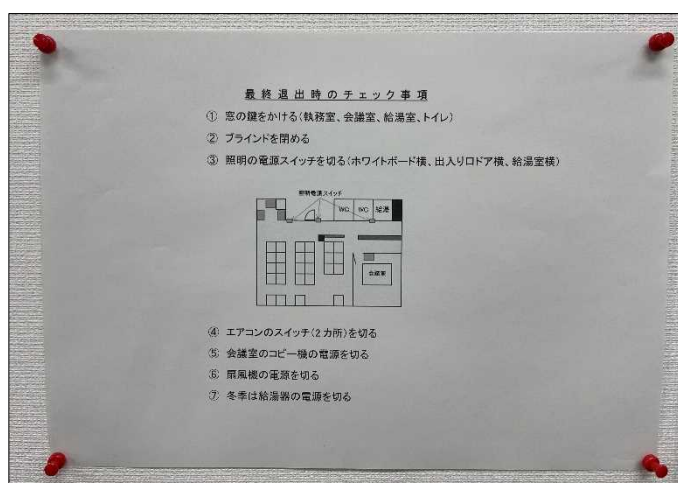 最終退出時のチェック事項
① 窓の鍵をかける(執務室、会議室、給湯室、トイレ)
② ブラインドを閉める
③ 照明の電源スイッチを切る(ホワイトボード横、出入り口ドア横、給湯室横)
照明電源スイッチ
WC WC 給湯
会議室
④ エアコンのスイッチ(2カ所)を切る
⑤ 会議室のコピー機の電源を切る
⑥ 扇風機の電源を切る
⑦ 冬季は給湯器の電源を切る